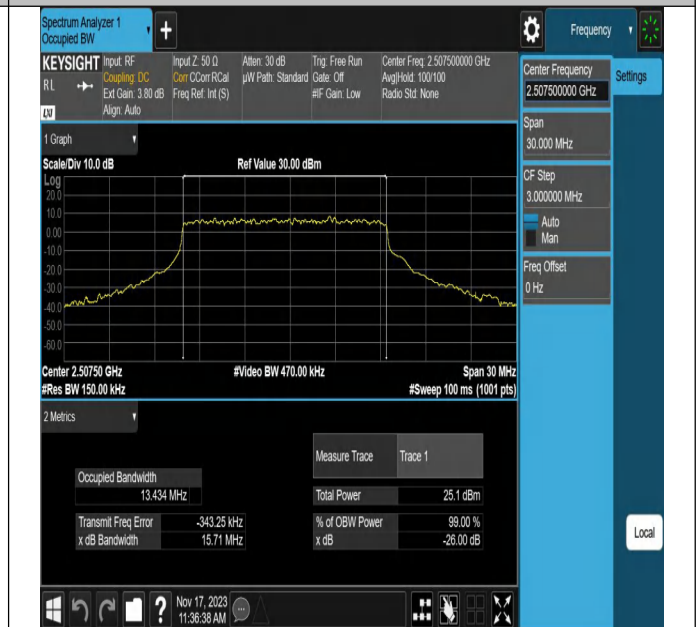 Spectrum Analyzer 1
Occupied BW
+
Frequency
KEYSIGHT
RL
LXI
Input: RF
Coupling: DC
Ext Gain: 3.80 dB
Align: Auto
Input Z: 50 Ω
Corr CCorr RCal
Freq Ref: Int (S)
Atten: 30 dB
µW Path: Standard
Trig: Free Run
Gate: Off
#IF Gain: Low
Center Freq: 2.507500000 GHz
Avg|Hold: 100/100
Radio Std: None
Center Frequency
2.507500000 GHz
Settings
Span
30.000 MHz
CF Step
3.000000 MHz
Auto
Man
Freq Offset
0 Hz
Local
1 Graph
Scale/Div 10.0 dB
Ref Value 30.00 dBm
Log
20.0
10.0
0.00
-10.0
-20.0
-30.0
-40.0
-50.0
-60.0
Center 2.50750 GHz
#Video BW 470.00 kHz
Span 30 MHz
#Res BW 150.00 kHz
#Sweep 100 ms (1001 pts)
2 Metrics
Measure Trace
Trace 1
Occupied Bandwidth
13.434 MHz
Total Power
25.1 dBm
Transmit Freq Error
-343.25 kHz
% of OBW Power
99.00 %
x dB Bandwidth
15.71 MHz
x dB
-26.00 dB
?
Nov 17, 2023
11:36:38 AM